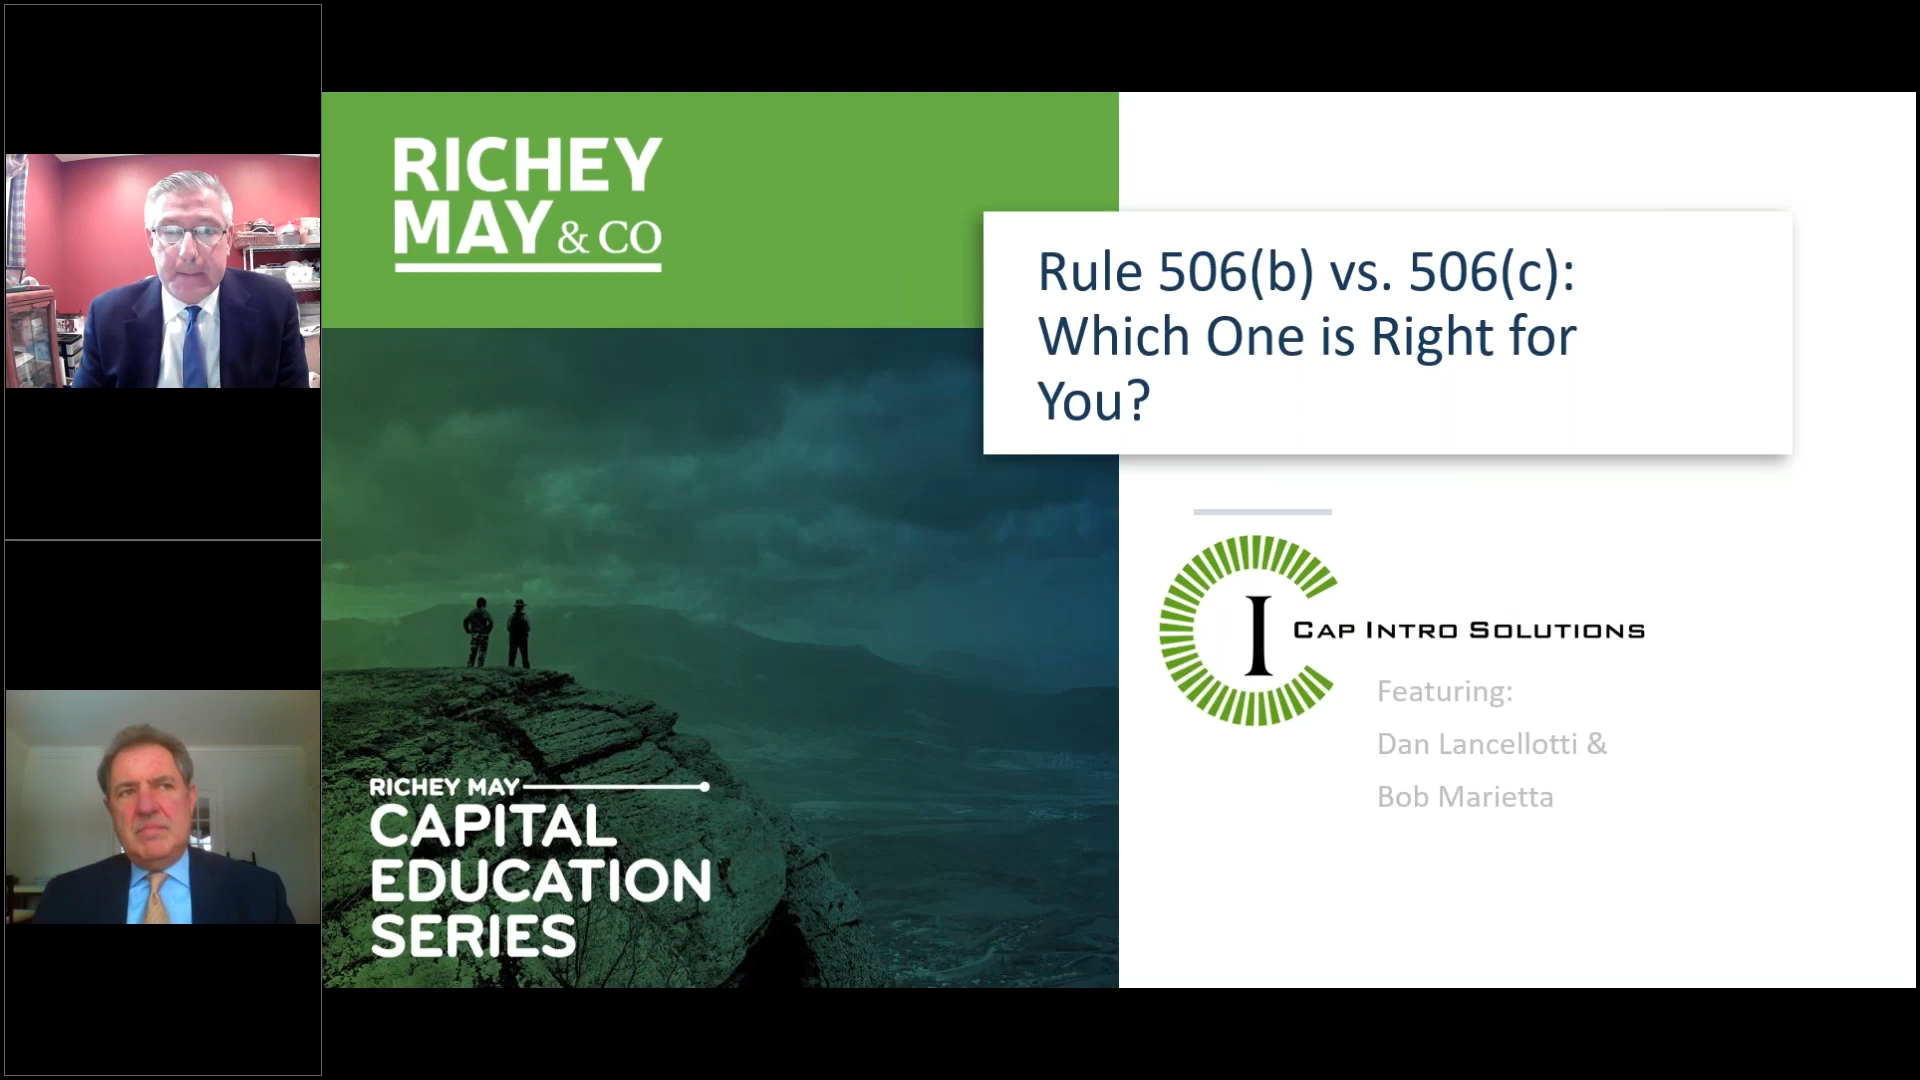 RICHEY
MAY & CO
Rule 506(b) vs. 506(c):
Which One is Right for
You?
I CAP INTRO SOLUTIONS
Featuring:
Dan Lancellotti &
Bob Marietta
RICHEY MAY
CAPITAL
EDUCATION
SERIES